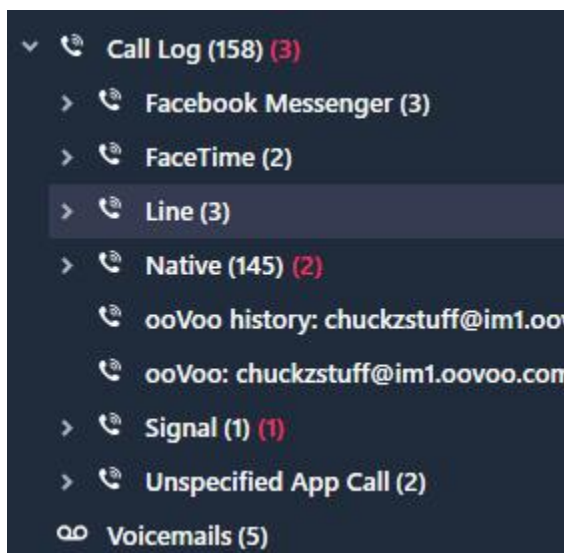 Call Log (158) (3)
Facebook Messenger (3)
FaceTime (2)
Line (3)
Native (145) (2)
ooVoo history: chuckzstuff@im1.oov
ooVoo: chuckzstuff@im1.oovoo.com
Signal (1) (1)
Unspecified App Call (2)
Voicemails (5)